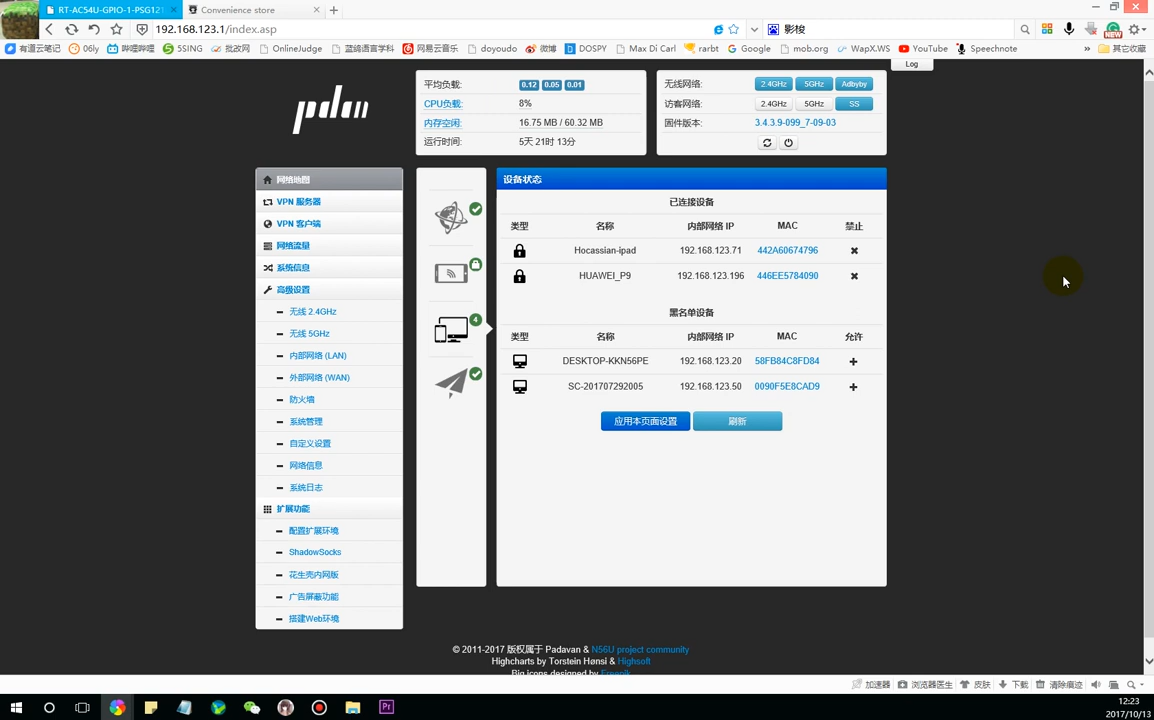 RT-AC54U-GPIO-1-PSG121
Convenience store
192.168.123.1/index.asp
影梭
有道云笔记
06ly
哔哩哔哩
5SING
批改网
OnlineJudge
蓝缔语言学科
网易云音乐
doyoudo
微博
DOSPY
Max Di Carl
rarbt
Google
mob.org
WapX.WS
YouTube
Speechnote
其它收藏
NEW
Log
padavan
平均负载:
0.12 0.05 0.01
CPU负载:
8%
内存空闲:
16.75 MB / 60.32 MB
运行时间:
5天 21时 13分
无线网络:
2.4GHz 5GHz Adbyby
访客网络:
2.4GHz 5GHz SS
固件版本:
3.4.3.9-099_7-09-03
网络地图
VPN 服务器
VPN 客户端
网络流量
系统信息
高级设置
无线 2.4GHz
无线 5GHz
内部网络 (LAN)
外部网络 (WAN)
防火墙
系统管理
自定义设置
网络信息
系统日志
扩展功能
配置扩展环境
ShadowSocks
花生壳内网版
广告屏蔽功能
搭建Web环境
4
设备状态
已连接设备
类型 名称 内部网络 IP MAC 禁止
Hocassian-ipad 192.168.123.71 442A60674796
HUAWEI_P9 192.168.123.196 446EE5784090
黑名单设备
类型 名称 内部网络 IP MAC 允许
DESKTOP-KKN56PE 192.168.123.20 58FB84C8FD84
SC-201707292005 192.168.123.50 0090F5E8CAD9
应用本页面设置 刷新
© 2011-2017 版权属于 Padavan & N56U project community
Highcharts by Torstein Hønsi & Highsoft
Big icons designed by Freepik
加速器 浏览器医生 皮肤 下载 清除痕迹
Pr
12:23
2017/10/13